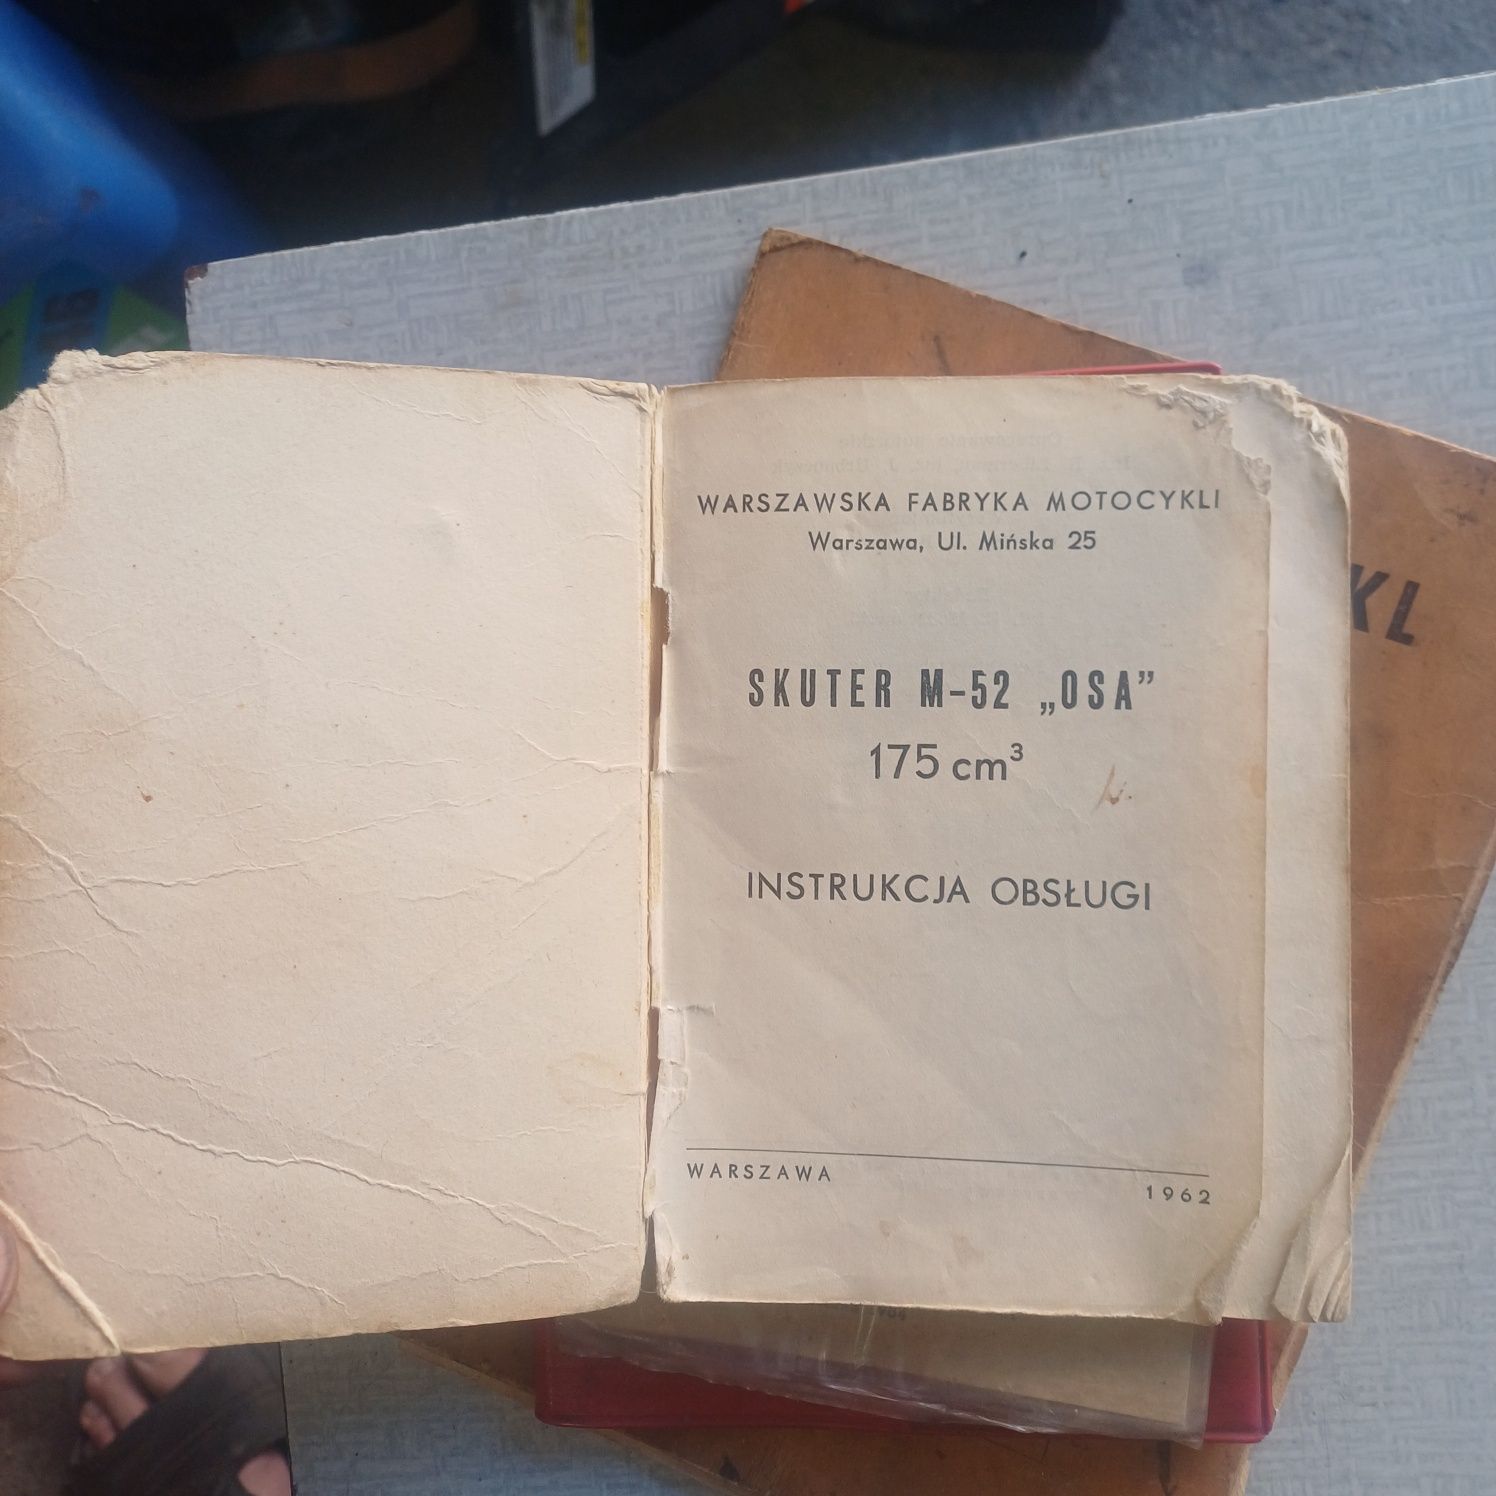 WARSZAWSKA FABRYKA MOTOCYKLI
Warszawa, Ul. Mińska 25
SKUTER M-52 „OSA”
175 cm³
INSTRUKCJA OBSŁUGI
WARSZAWA
1962
KL